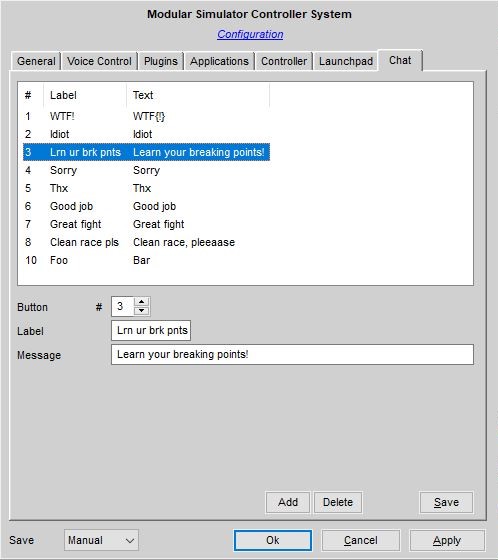 Modular Simulator Controller System
Configuration
General Voice Control Plugins Applications Controller Launchpad Chat
# Label Text
1 WTF! WTF{!}
2 Idiot Idiot
3 Lrn ur brk pnts Learn your breaking points!
4 Sorry Sorry
5 Thx Thx
6 Good job Good job
7 Great fight Great fight
8 Clean race pls Clean race, pleeaase
10 Foo Bar
Button # 3
Label Lrn ur brk pnts
Message Learn your breaking points!
Add Delete Save
Save Manual Ok Cancel Apply